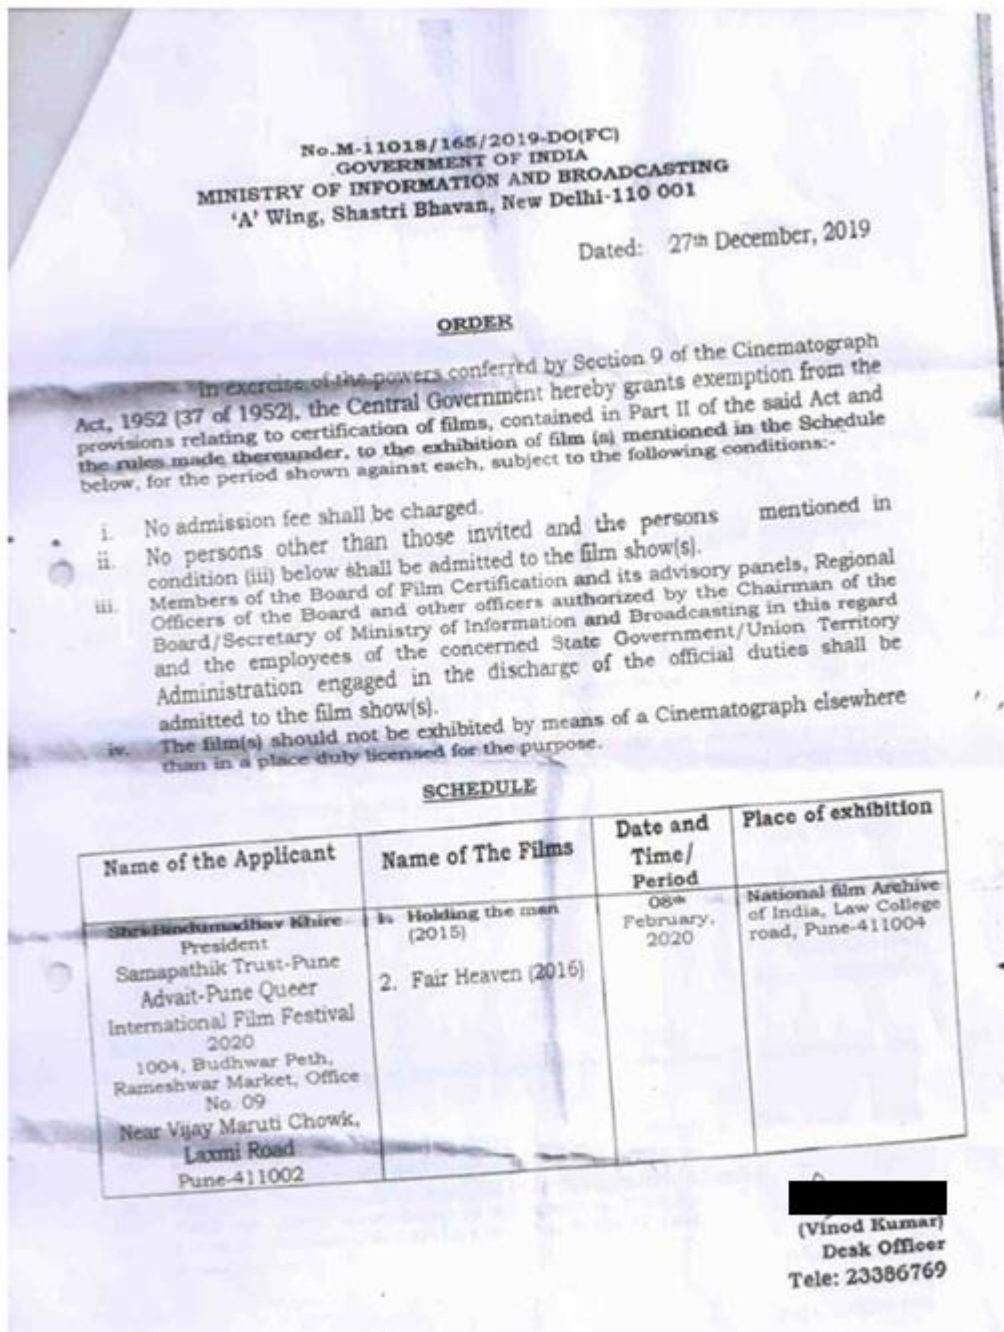 No.M-11018/165/2019-DO(FC)
GOVERNMENT OF INDIA
MINISTRY OF INFORMATION AND BROADCASTING
'A' Wing, Shastri Bhavan, New Delhi-110 001
Dated: 27th December, 2019
ORDER
In exercise of the powers conferred by Section 9 of the Cinematograph
Act, 1952 (37 of 1952), the Central Government hereby grants exemption from the
provisions relating to certification of films, contained in Part II of the said Act and
the rules made thereunder, to the exhibition of film (s) mentioned in the Schedule
below, for the period shown against each, subject to the following conditions:-
i. No admission fee shall be charged.
ii. No persons other than those invited and the persons mentioned in
condition (iii) below shall be admitted to the film show(s).
iii. Members of the Board of Film Certification and its advisory panels, Regional
Officers of the Board and other officers authorized by the Chairman of the
Board/Secretary of Ministry of Information and Broadcasting in this regard
and the employees of the concerned State Government/Union Territory
Administration engaged in the discharge of the official duties shall be
admitted to the film show(s).
iv. The film(s) should not be exhibited by means of a Cinematograph elsewhere
than in a place duly licensed for the purpose.
SCHEDULE
Name of the Applicant
Name of The Films
Date and
Time/
Period
Place of exhibition
Shri Bindumadhav Khire
President
Samapathik Trust-Pune
Advait-Pune Queer
International Film Festival
2020
1004, Budhwar Peth,
Rameshwar Market, Office
No. 09
Near Vijay Maruti Chowk,
Laxmi Road
Pune-411002
1. Holding the man
(2015)
2. Fair Heaven (2016)
08th
February,
2020
National film Archive
of India, Law College
road, Pune-411004
(Vinod Kumar)
Desk Officer
Tele: 23386769